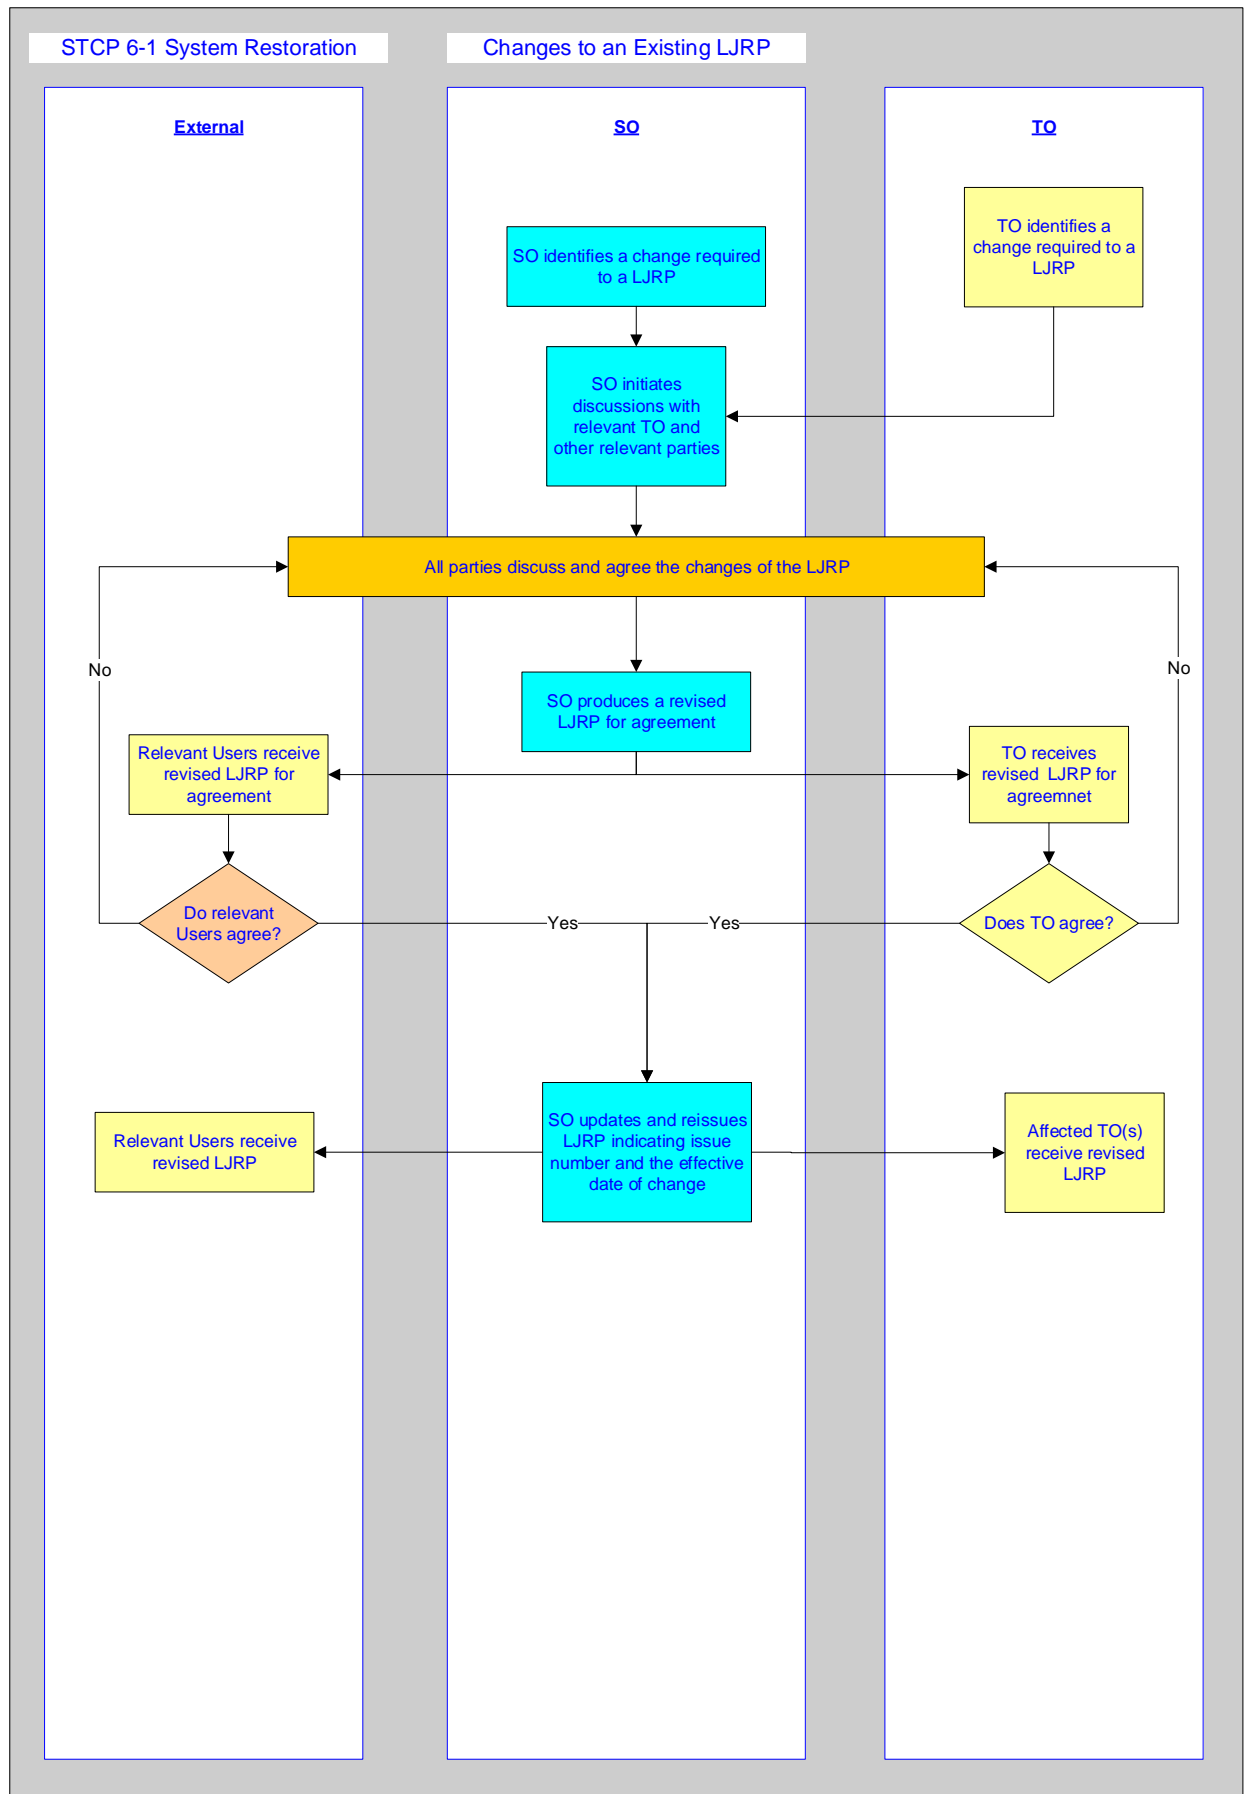 STCP 6-1 System Restoration
Changes to an Existing LJRP
External
SO
TO
TO identifies a
change required to a
LJRP
SO identifies a change required
to a LJRP
SO initiates
discussions with
relevant TO and
other relevant parties
All parties discuss and agree the changes of the LJRP
No
No
SO produces a revised
LJRP for agreement
Relevant Users receive
revised LJRP for
agreement
TO receives
revised LJRP for
agreemnet
Do relevant
Users agree?
Yes
Yes
Does TO agree?
Relevant Users receive
revised LJRP
SO updates and reissues
LJRP indicating issue
number and the effective
date of change
Affected TO(s)
receive revised
LJRP